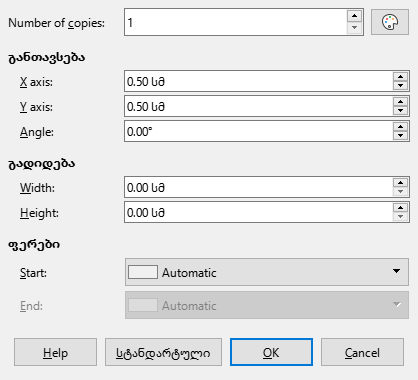 Number of copies: 1
განთავსება
X axis: 0.50 სმ
Y axis: 0.50 სმ
Angle: 0.00°
გადიდება
Width: 0.00 სმ
Height: 0.00 სმ
ფერები
Start: Automatic
End: Automatic
Help სტანდარტული OK Cancel